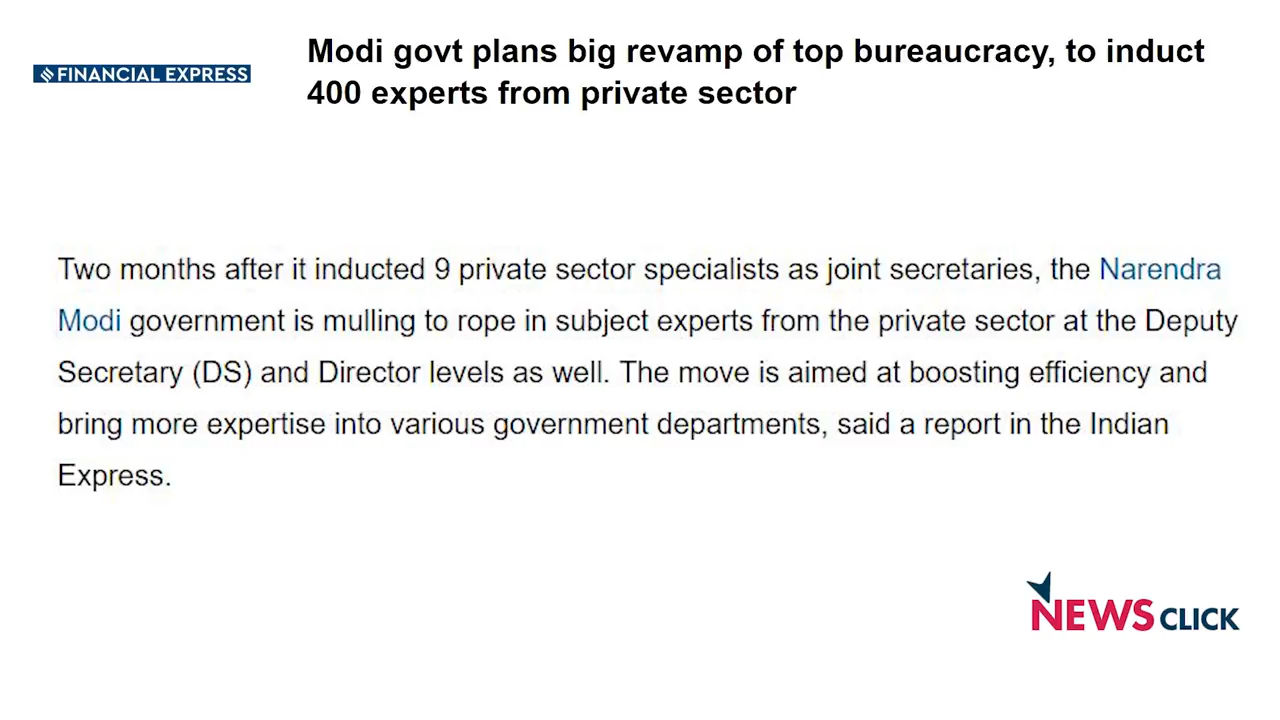 FINANCIAL EXPRESS
Modi govt plans big revamp of top bureaucracy, to induct
400 experts from private sector
Two months after it inducted 9 private sector specialists as joint secretaries, the Narendra
Modi government is mulling to rope in subject experts from the private sector at the Deputy
Secretary (DS) and Director levels as well. The move is aimed at boosting efficiency and
bring more expertise into various government departments, said a report in the Indian
Express.
NEWS CLICK